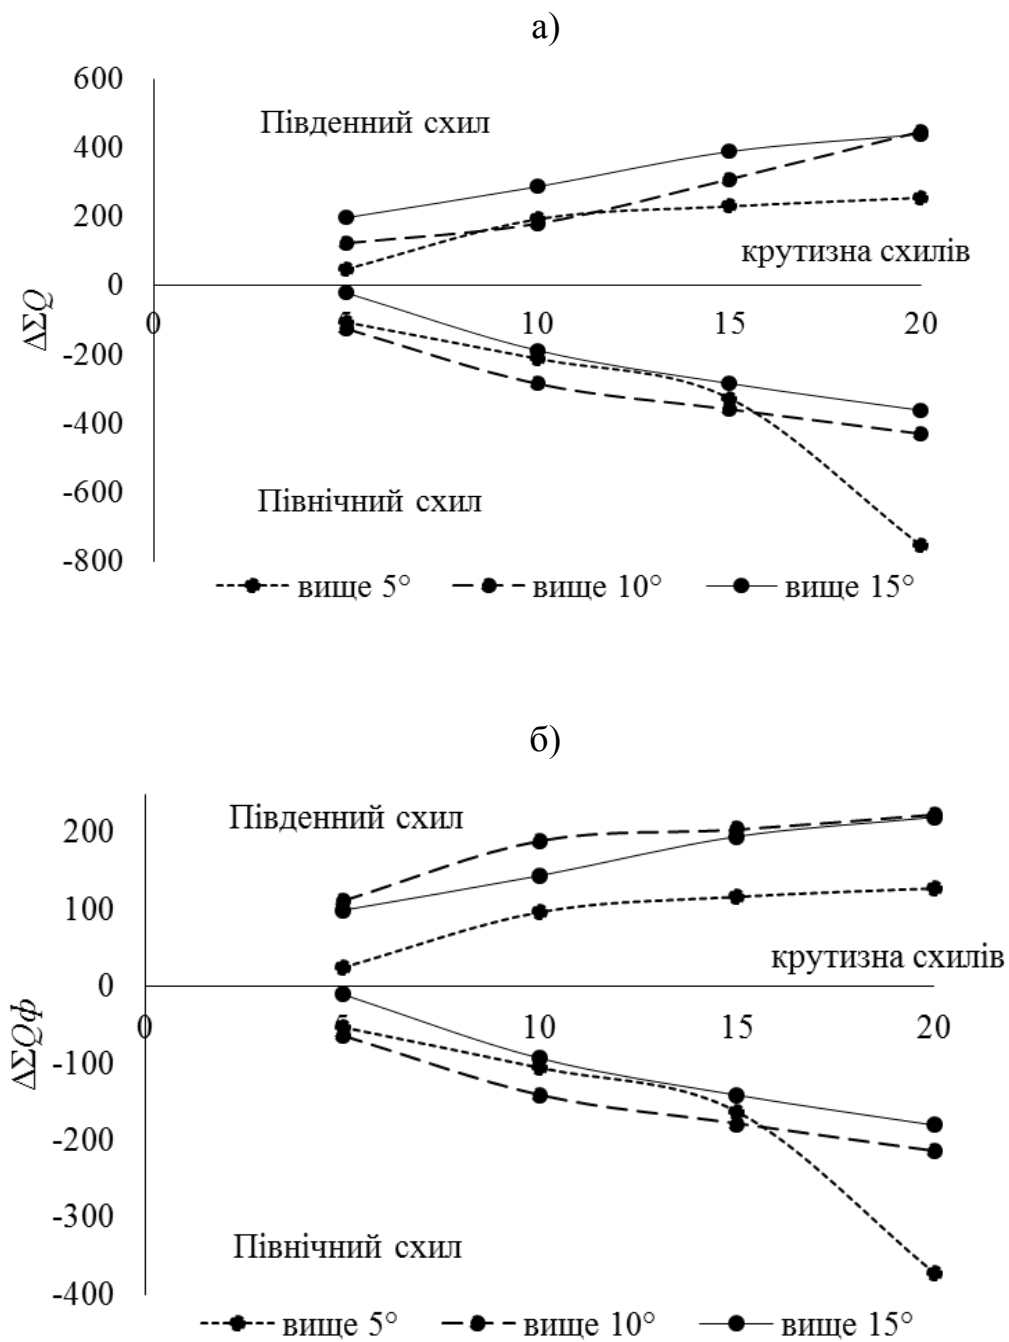 а)
600
Південний схил
400
200
крутизна схилів
0
ΔΣQ
0 5 10 15 20
-200
-400
Північний схил
-600
-800
вище 5° вище 10° вище 15°
б)
Південний схил
200
100
крутизна схилів
0
ΔΣQф
0 5 10 15 20
-100
-200
Північний схил
-300
-400
вище 5° вище 10° вище 15°